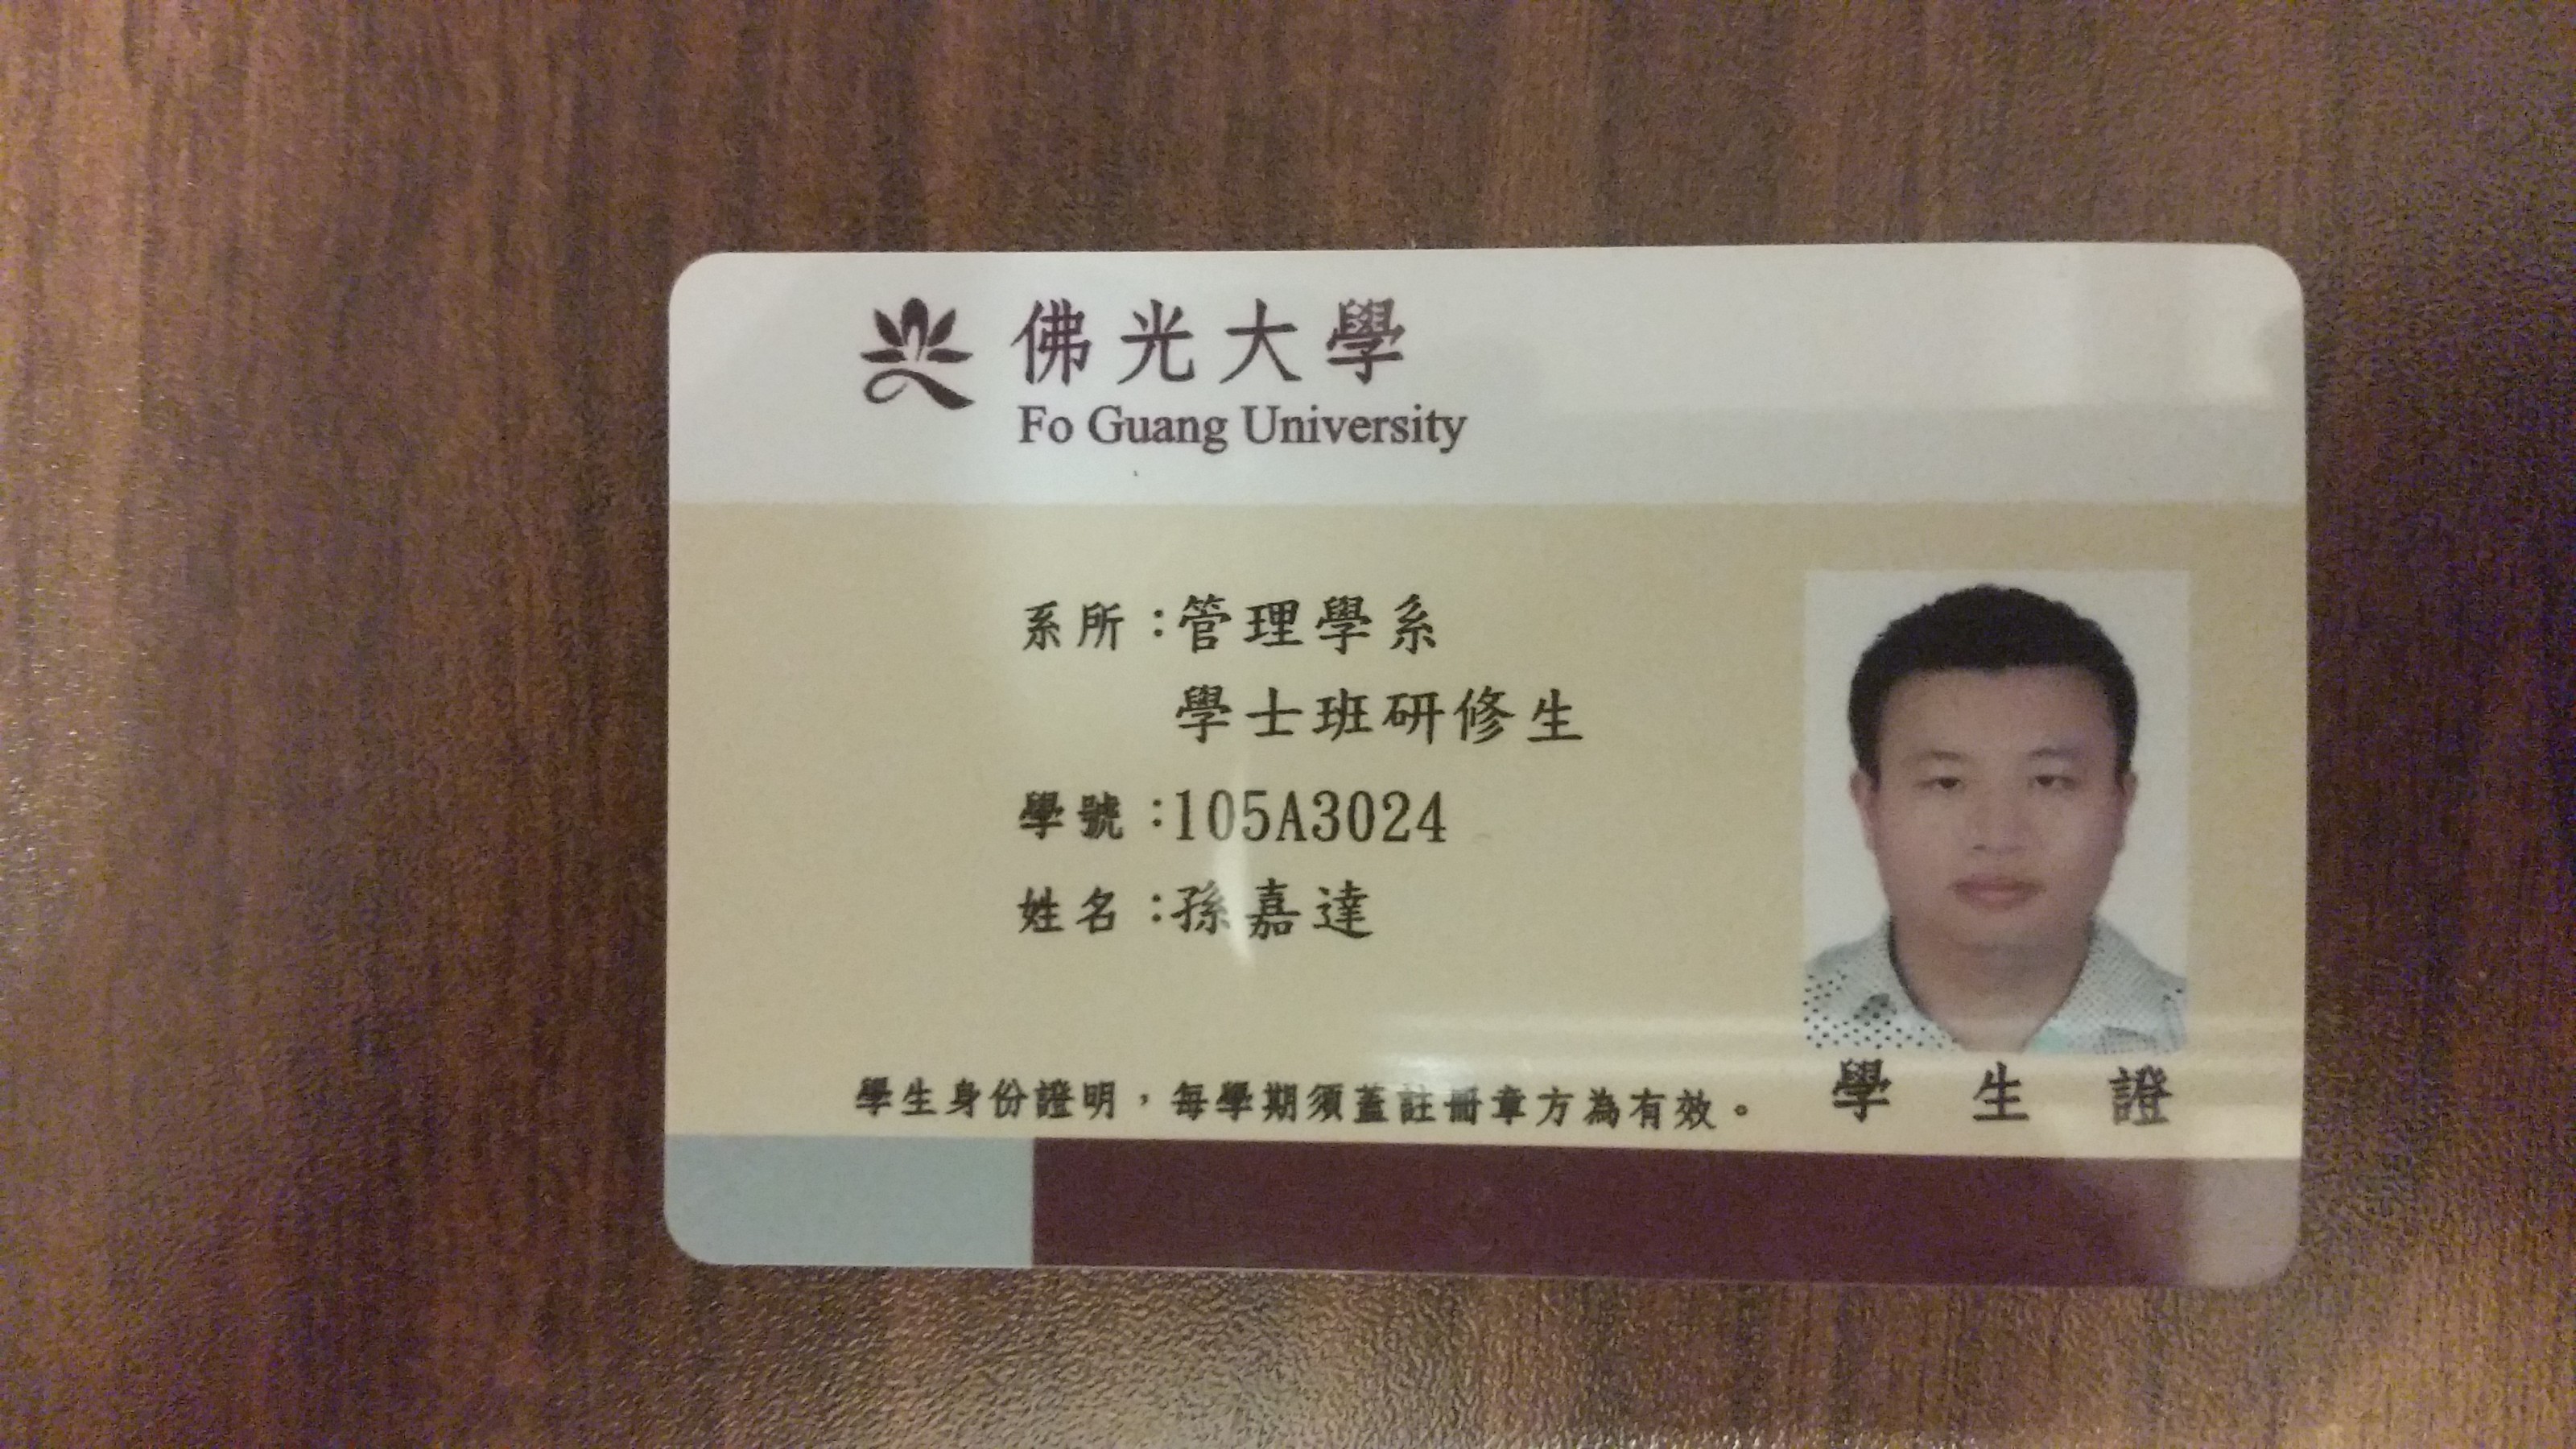 佛光大學
Fo Guang University
系所：管理學系
學士班研修生
學號：105A3024
姓名：孫嘉達
學生身份證明，每學期須蓋註冊章方為有效。
學生證